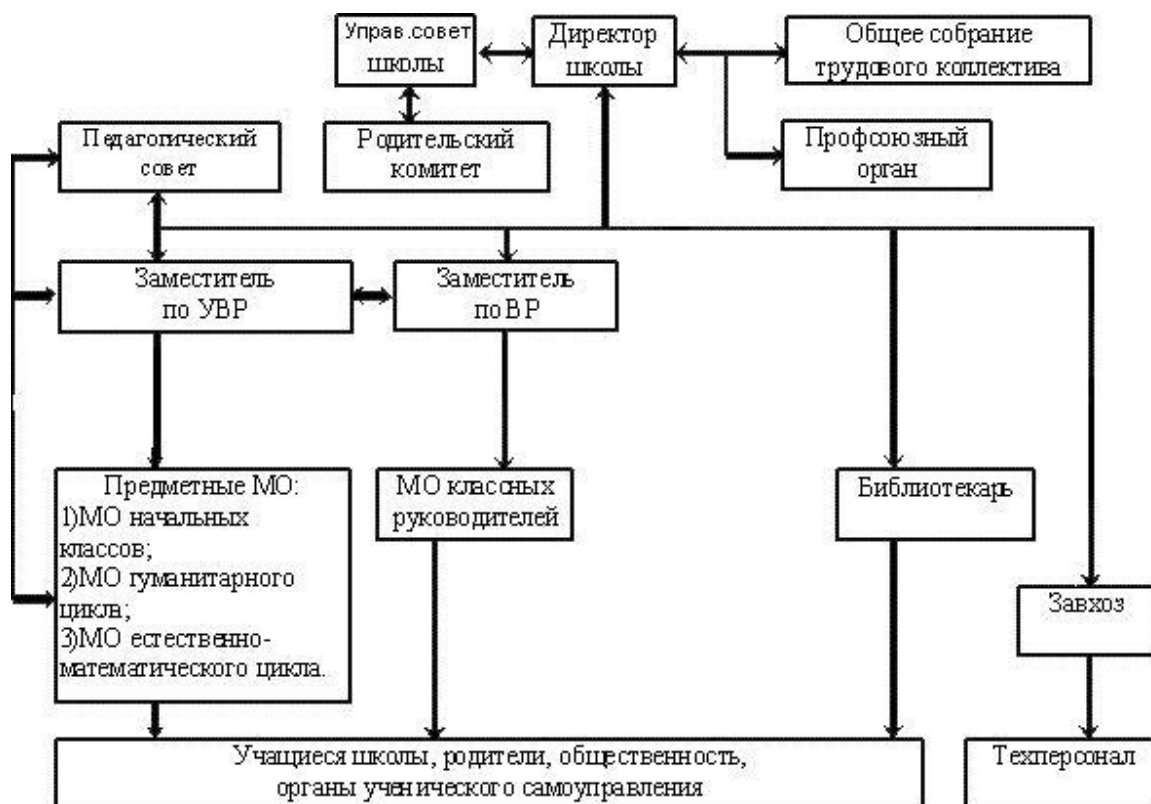 Управ.совет
школы
Директор
школы
Общее собрание
трудового коллектива
Педагогический
совет
Родительский
комитет
Профсоюзный
орган
Заместитель
по УВР
Заместитель
по ВР
Предметные МО:
1)МО начальных
классов;
2)МО гуманитарного
цикла;
3)МО естественно-
математического цикла.
МО классных
руководителей
Библиотекарь
Завхоз
Учащиеся школы, родители, общественность,
органы ученического самоуправления
Техперсонал